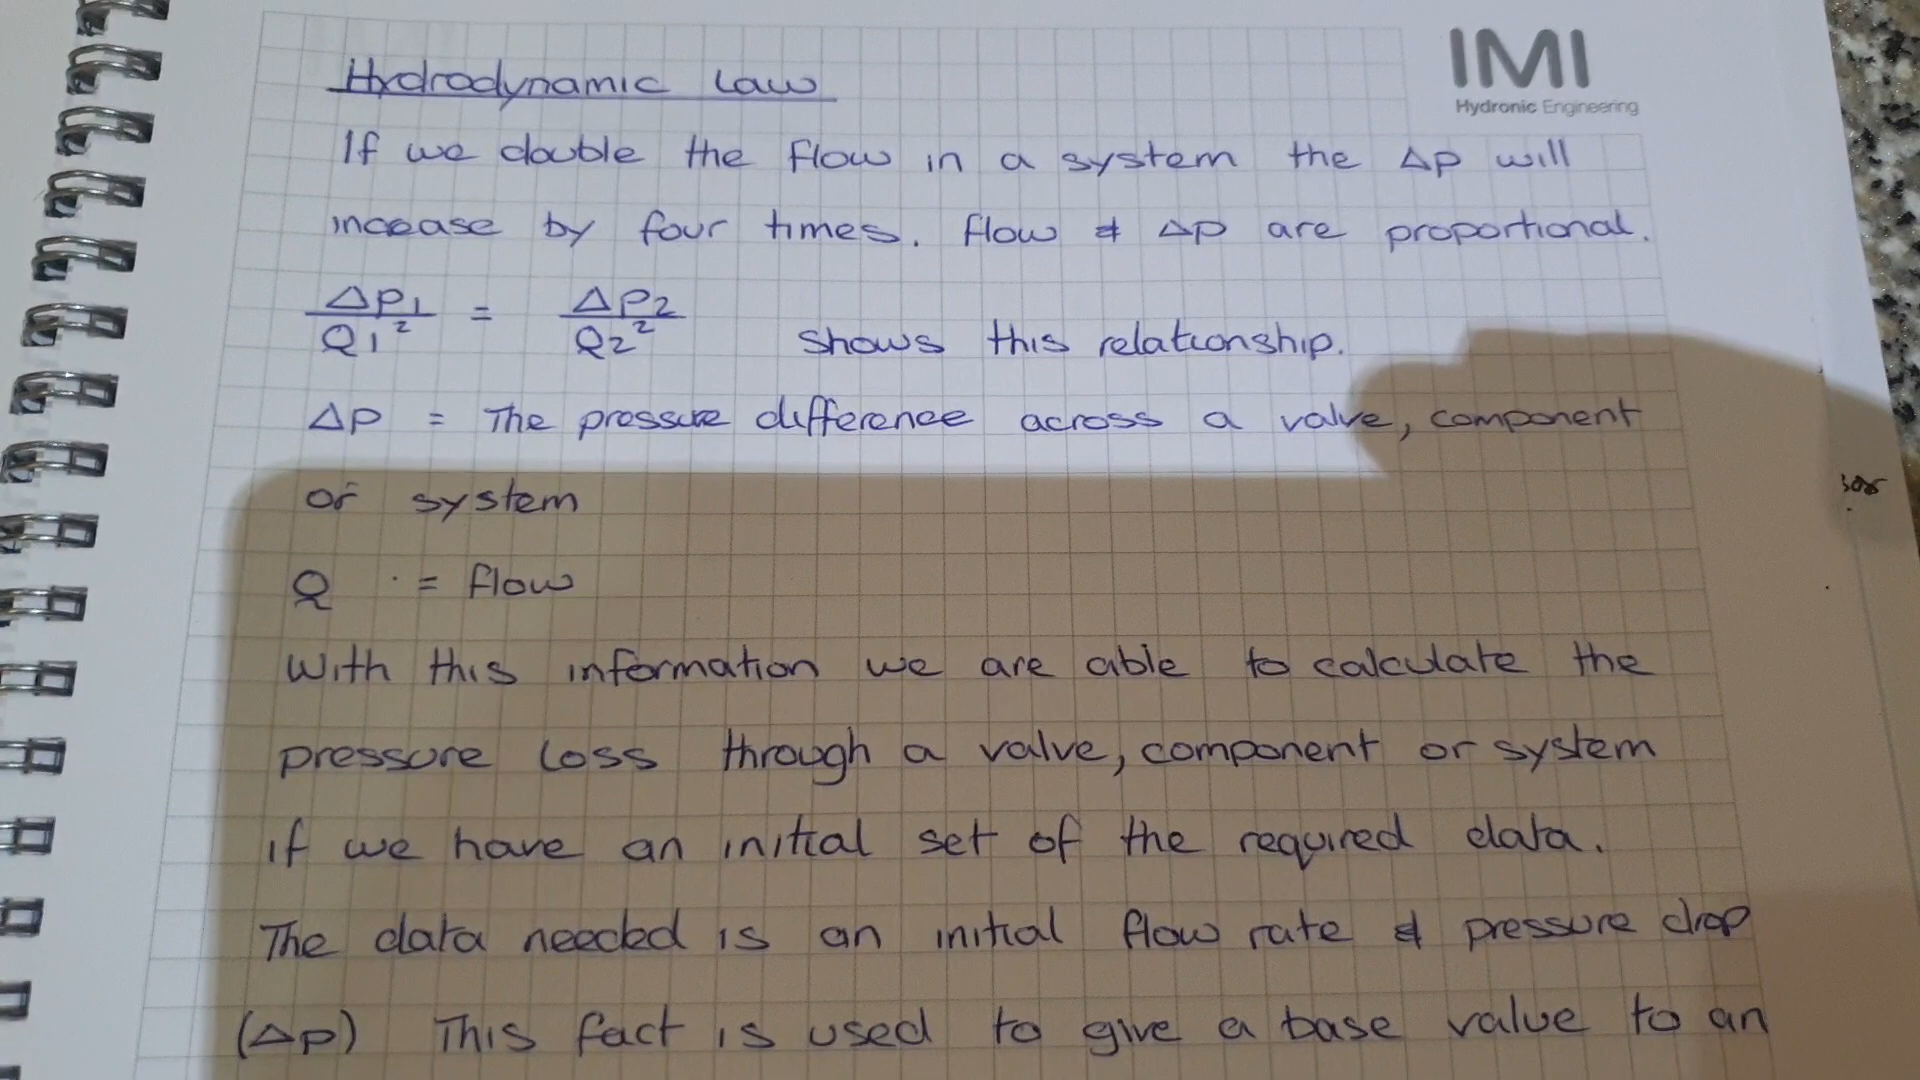 IMI
Hydronic Engineering
Hydrodynamic Law
If we double the flow in a system the Δp will
increase by four times. flow & Δp are proportional.
Δp1/Q1² = Δp2/Q2² shows this relationship.
Δp = The pressure difference across a valve, component
or system
Q = flow
With this information we are able to calculate the
pressure loss through a valve, component or system
if we have an initial set of the required data.
The data needed is an initial flow rate & pressure drop
(Δp) This fact is used to give a base value to an